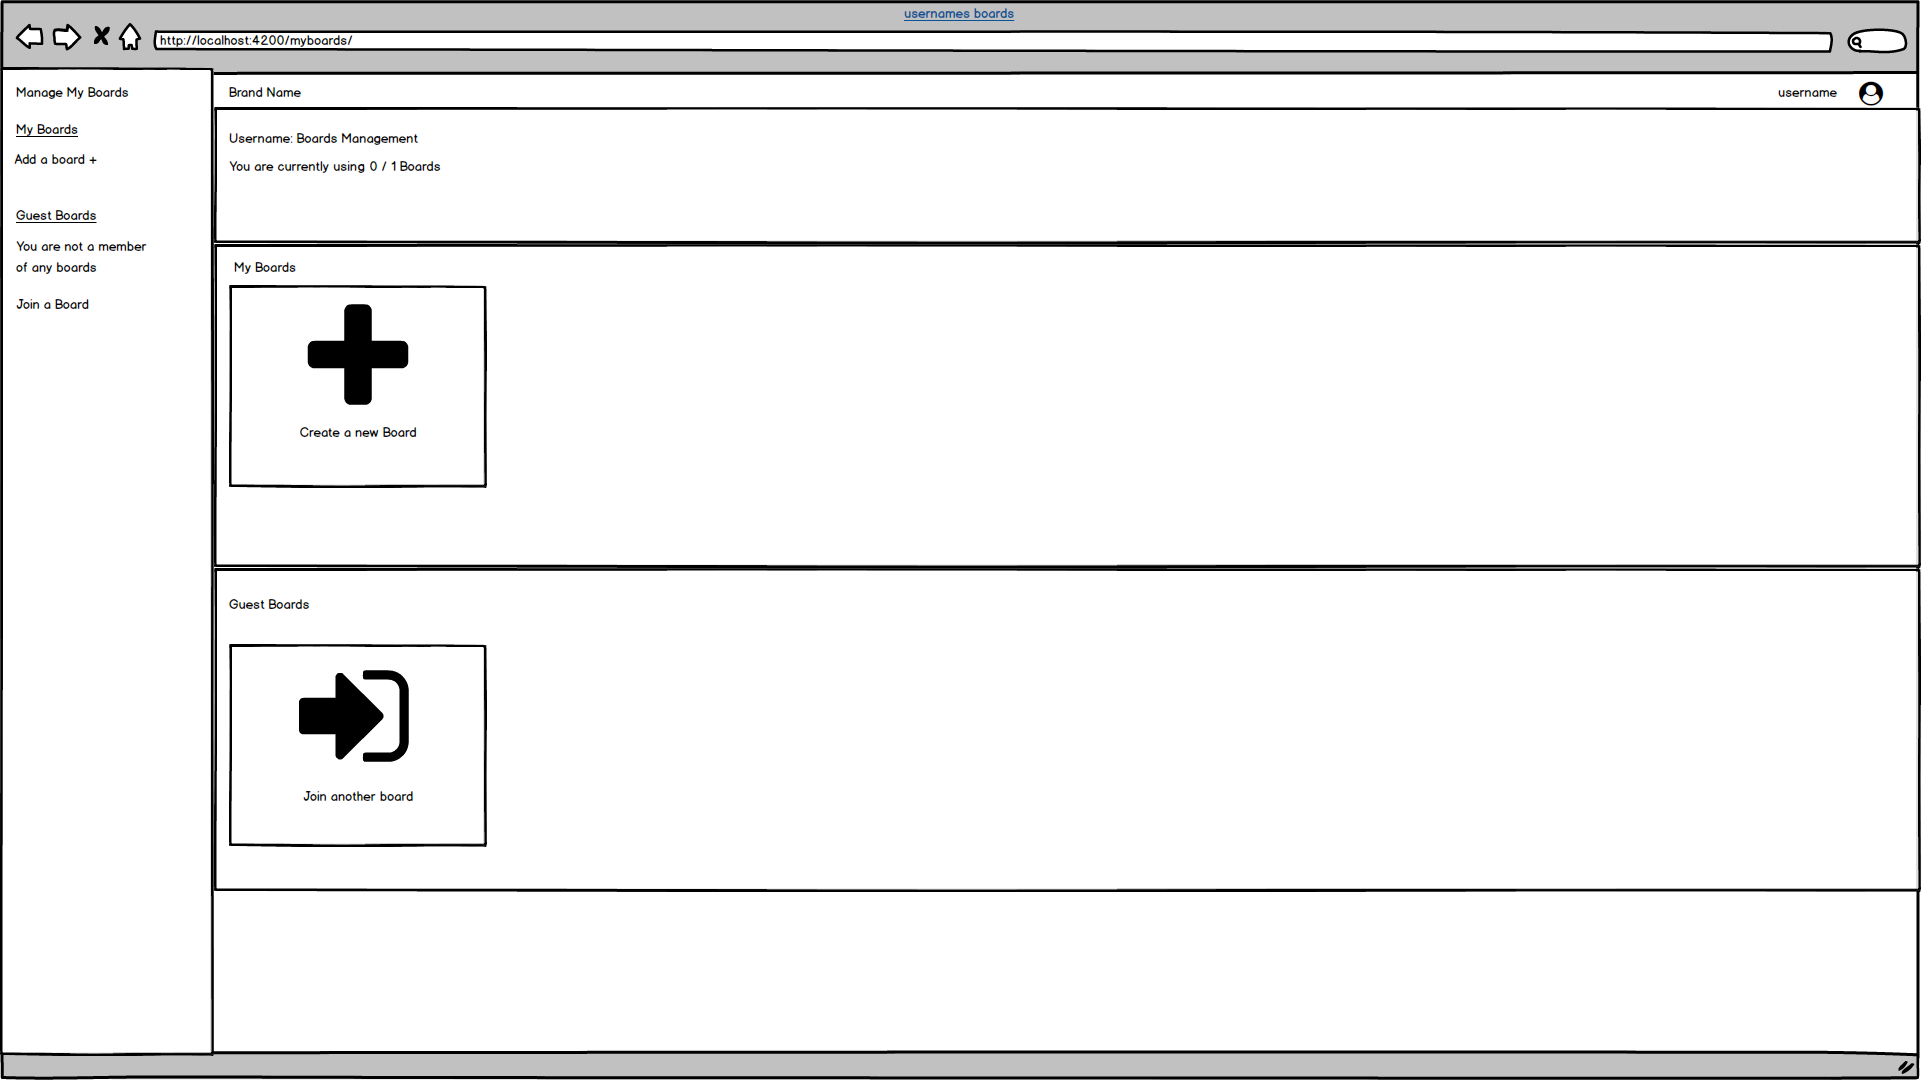 usernames boards
http://localhost:4200/myboards/
Manage My Boards
My Boards
Add a board +
Guest Boards
You are not a member
of any boards
Join a Board
Brand Name
username
Username: Boards Management
You are currently using 0 / 1 Boards
My Boards
Create a new Board
Guest Boards
Join another board